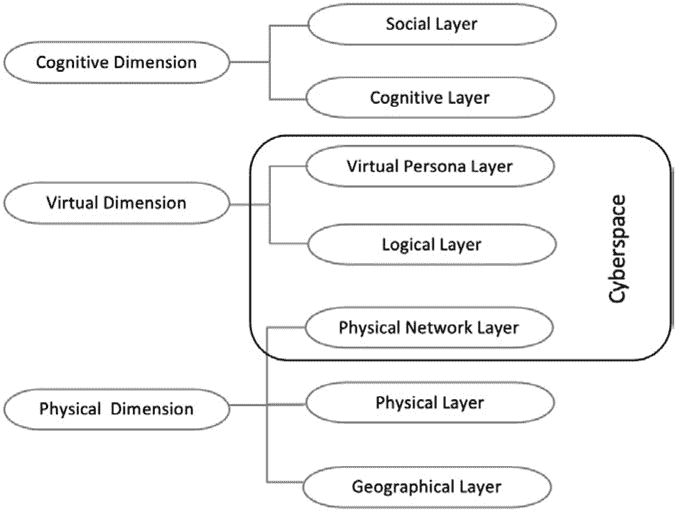 Social Layer
Cognitive Dimension
Cognitive Layer
Virtual Persona Layer
Virtual Dimension
Logical Layer
Cyberspace
Physical Network Layer
Physical Dimension
Physical Layer
Geographical Layer